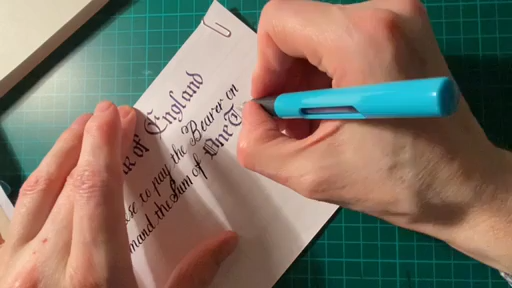 k of England
se to pay the Bearer on
mand the Sum of One T